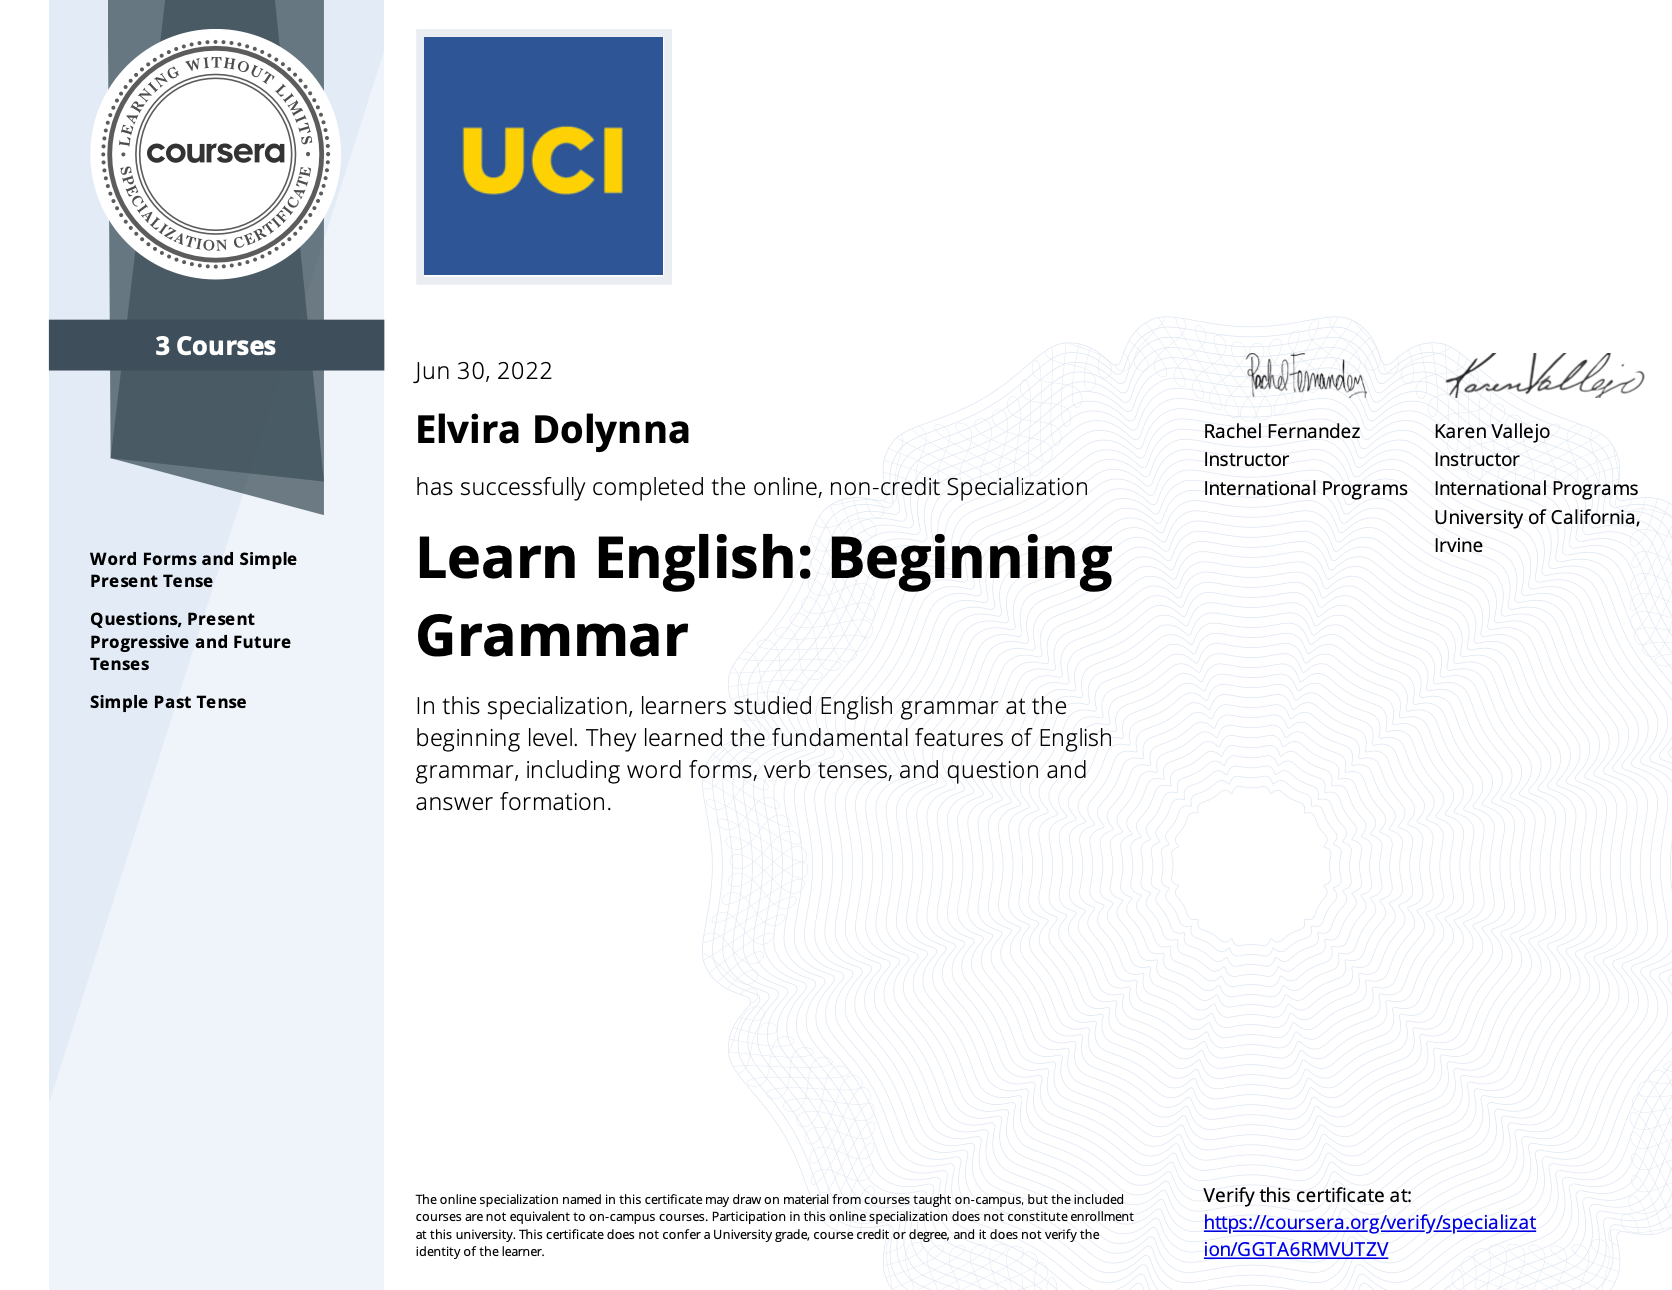 LEARNING WITHOUT LIMITS
coursera
SPECIALIZATION CERTIFICATE
3 Courses
Word Forms and Simple
Present Tense
Questions, Present
Progressive and Future
Tenses
Simple Past Tense
UCI
Jun 30, 2022
Elvira Dolynna
has successfully completed the online, non-credit Specialization
Learn English: Beginning
Grammar
In this specialization, learners studied English grammar at the
beginning level. They learned the fundamental features of English
grammar, including word forms, verb tenses, and question and
answer formation.
Rachel Fernandez
Rachel Fernandez
Instructor
International Programs
Karen Vallejo
Karen Vallejo
Instructor
International Programs
University of California,
Irvine
The online specialization named in this certificate may draw on material from courses taught on-campus, but the included
courses are not equivalent to on-campus courses. Participation in this online specialization does not constitute enrollment
at this university. This certificate does not confer a University grade, course credit or degree, and it does not verify the
identity of the learner.
Verify this certificate at:
https://coursera.org/verify/specializat
ion/GGTA6RMVUTZV